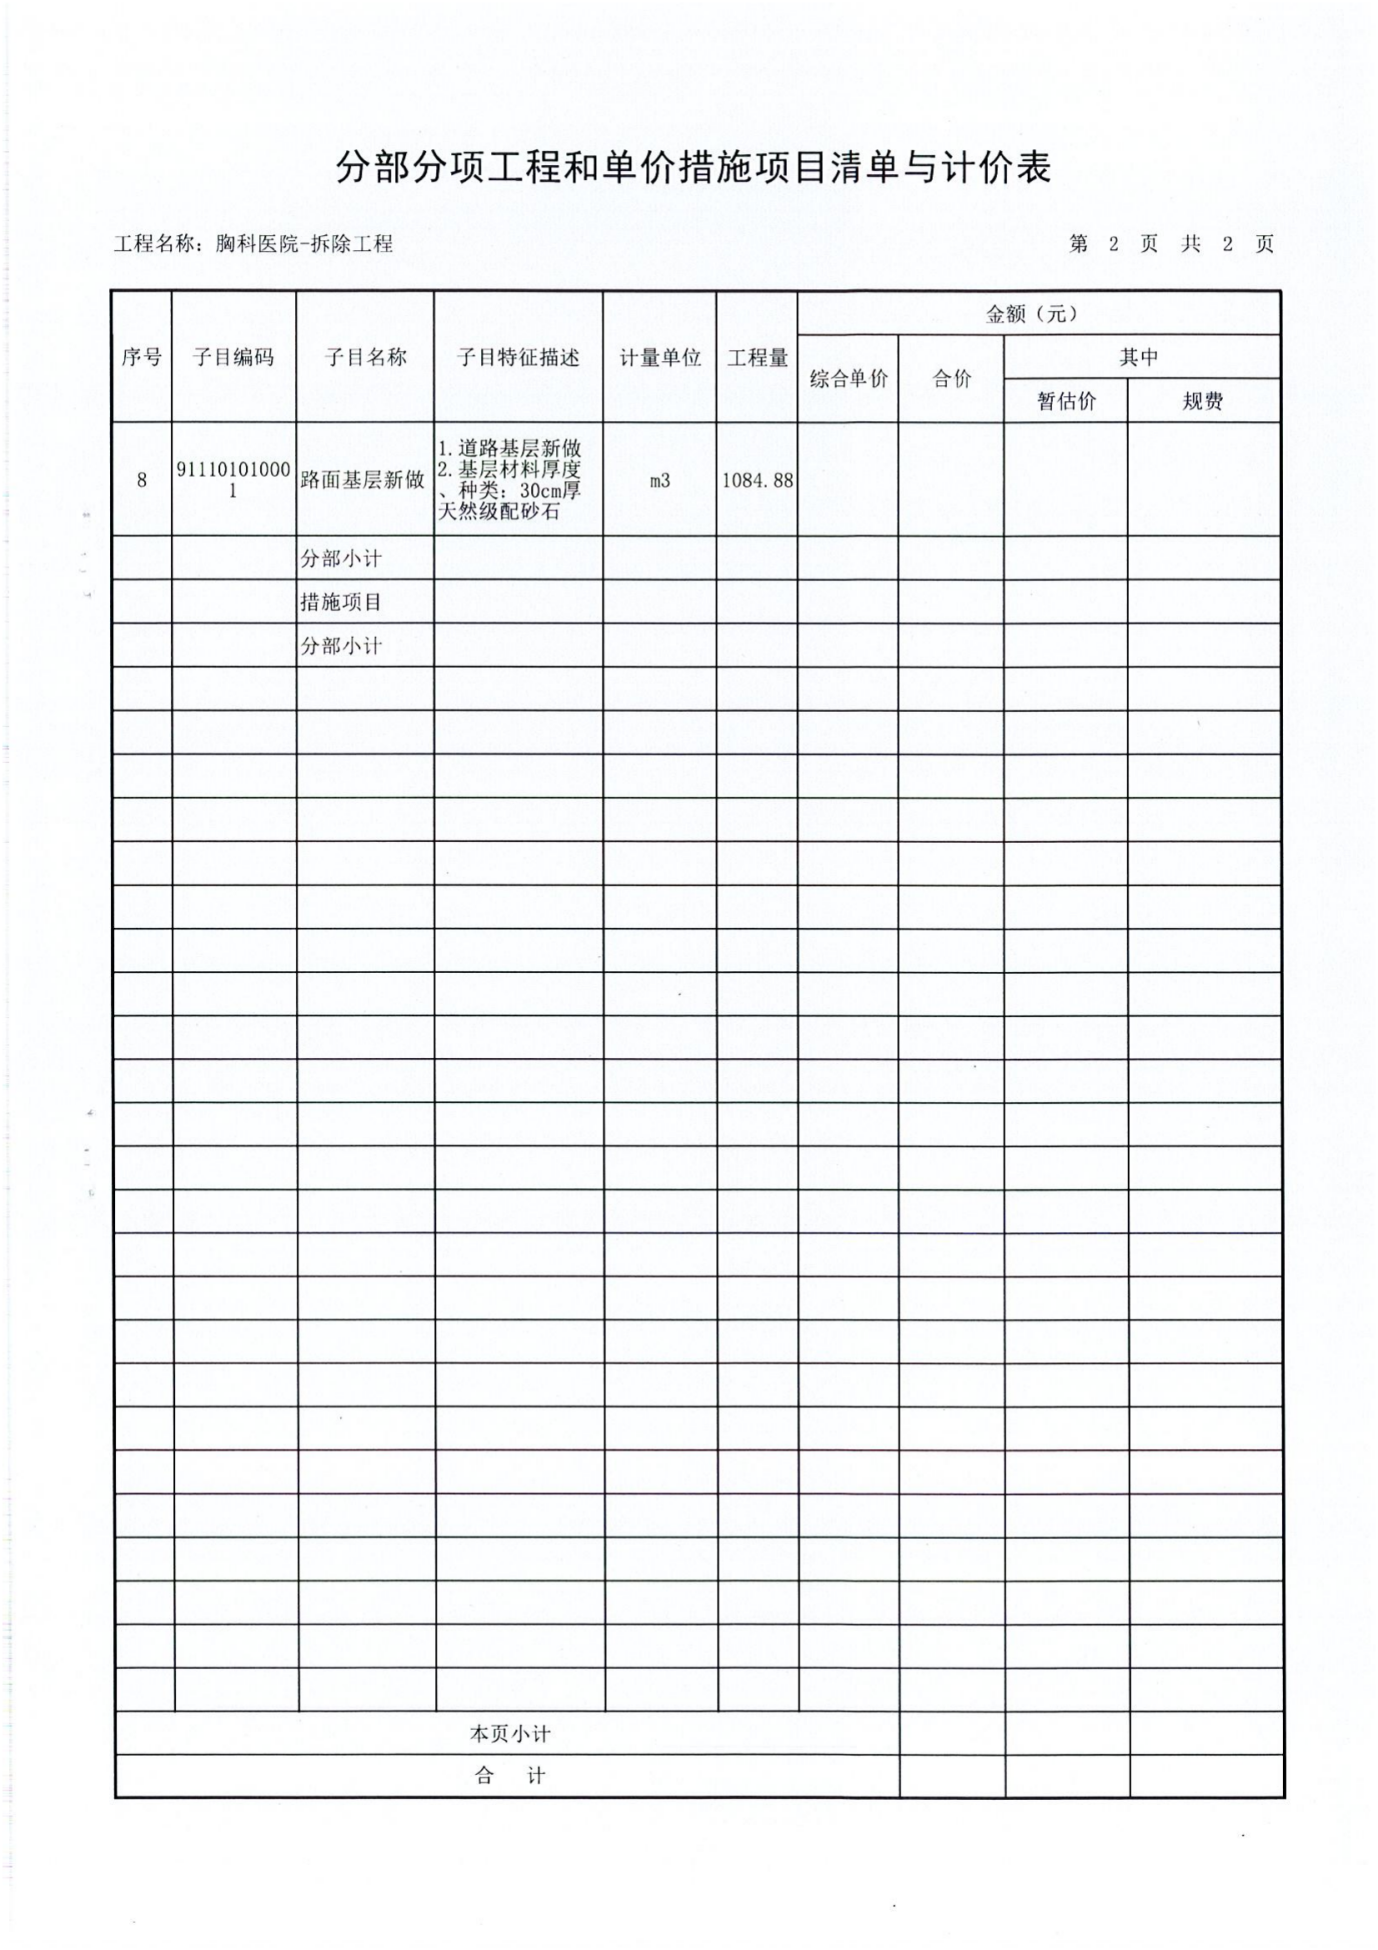 分部分项工程和单价措施项目清单与计价表
工程名称：胸科医院-拆除工程
第 2 页 共 2 页
序号
子目编码
子目名称
子目特征描述
计量单位
工程量
金额（元）
综合单价
合价
其中
暂估价
规费
8
91110101000
1
路面基层新做
1.道路基层新做
2.基层材料厚度
、种类：30cm厚
天然级配砂石
m3
1084.88
分部小计
措施项目
分部小计
本页小计
合 计